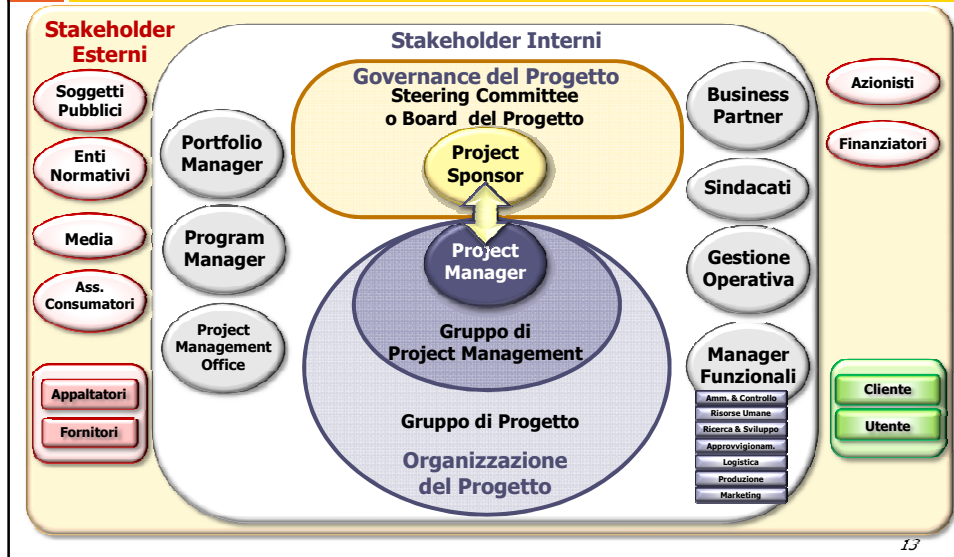 Stakeholder
Esterni
Soggetti
Pubblici
Enti
Normativi
Media
Ass.
Consumatori
Appaltatori
Fornitori
Stakeholder Interni
Portfolio
Manager
Program
Manager
Project
Management
Office
Governance del Progetto
Steering Committee
o Board del Progetto
Project
Sponsor
Project
Manager
Gruppo di
Project Management
Gruppo di Progetto
Organizzazione
del Progetto
Business
Partner
Sindacati
Gestione
Operativa
Manager
Funzionali
Amm. & Controllo
Risorse Umane
Ricerca & Sviluppo
Approvvigionam.
Logistica
Produzione
Marketing
Azionisti
Finanziatori
Cliente
Utente
13